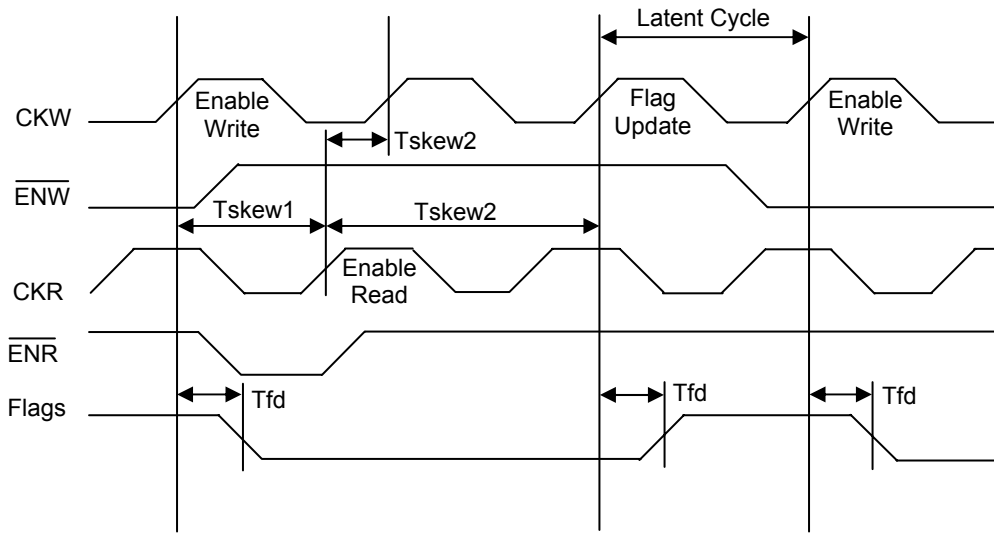 Latent Cycle
CKW
Enable
Write
Flag
Update
Enable
Write
Tskew2
ENW
Tskew1
Tskew2
CKR
Enable
Read
ENR
Flags
Tfd
Tfd
Tfd